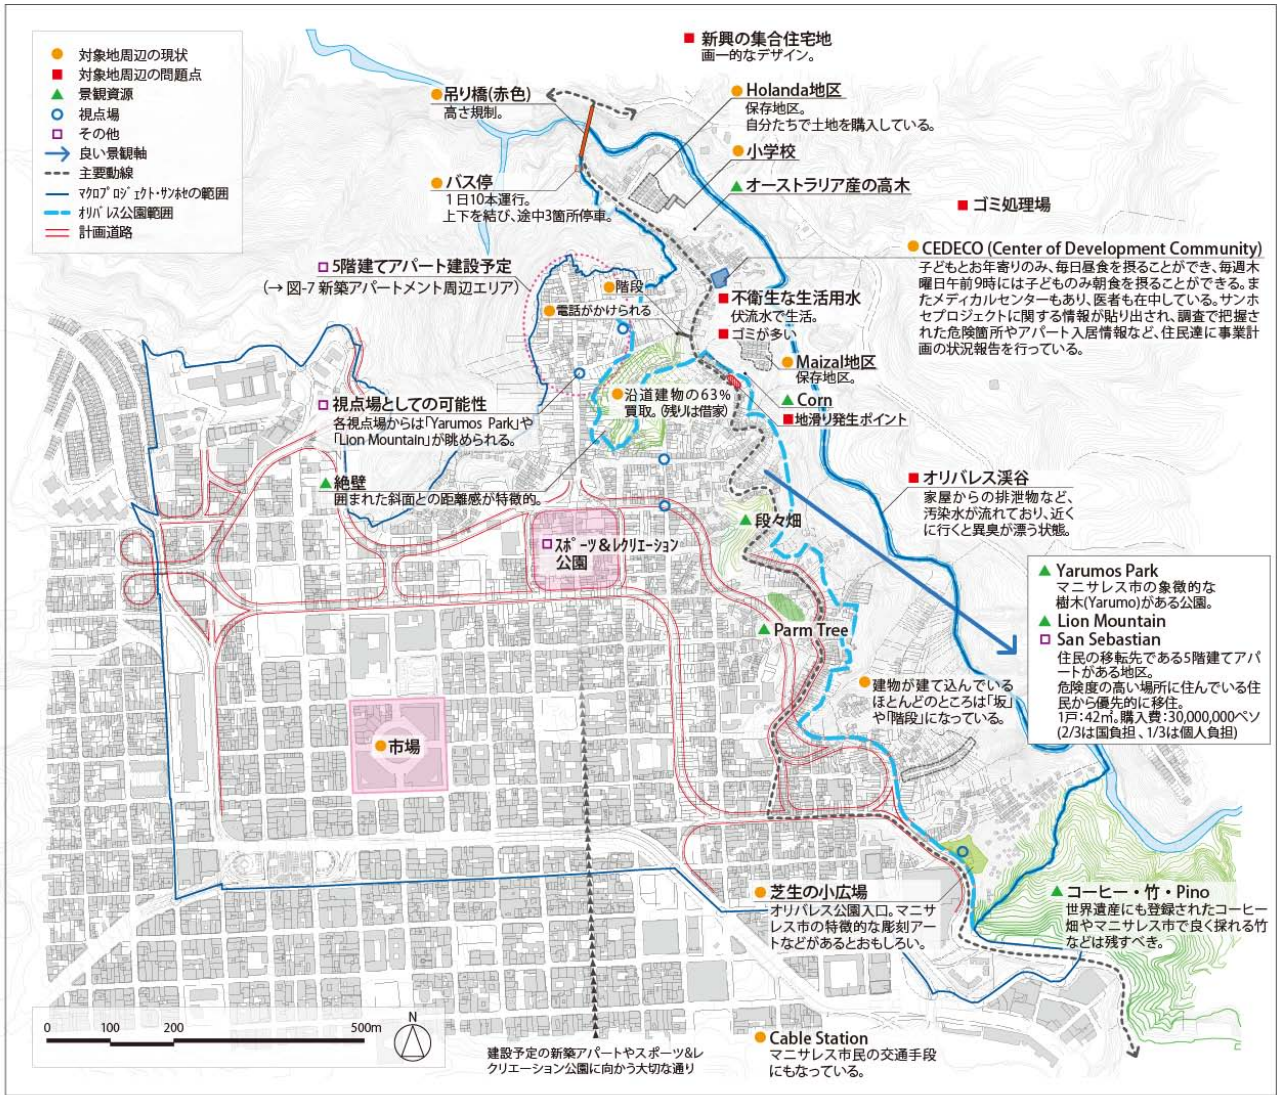 対象地周辺の現状
対象地周辺の問題点
景観資源
視点場
その他
良い景観軸
主要動線
マクロプロジェクト・サンホセの範囲
オリバレス公園範囲
計画道路
新興の集合住宅地
画一的なデザイン。
吊り橋(赤色)
高さ規制。
Holanda地区
保存地区。
自分たちで土地を購入している。
小学校
バス停
1日10本運行。
上下を結び、途中3箇所停車。
オーストラリア産の高木
ゴミ処理場
CEDECO (Center of Development Community)
子どもとお年寄りのみ、毎日昼食を摂ることができ、毎週木
曜日午前9時には子どものみ朝食を摂ることができる。ま
たメディカルセンターもあり、医者も在中している。サンホ
セプロジェクトに関する情報が貼り出され、調査で把握さ
れた危険箇所やアパート入居情報など、住民達に事業計
画の状況報告を行っている。
5階建てアパート建設予定
(→ 図-7 新築アパートメント周辺エリア)
階段
電話がかけられる
不衛生な生活用水
伏流水で生活。
ゴミが多い
Maizal地区
保存地区。
沿道建物の63%
買取。(残りは借家)
Corn
地滑り発生ポイント
視点場としての可能性
各視点場からは「Yarumos Park」や
「Lion Mountain」が眺められる。
絶壁
囲まれた斜面との距離感が特徴的。
オリバレス渓谷
家屋からの排泄物など、
汚染水が流れており、近く
に行くと異臭が漂う状態。
段々畑
スポーツ&レクリエーション
公園
Yarumos Park
マニサレス市の象徴的な
樹木(Yarumo)がある公園。
Lion Mountain
San Sebastian
住民の移転先である5階建てアパ
ートがある地区。
危険度の高い場所に住んでいる住
民から優先的に移住。
1戸:42㎡。購入費:30,000,000ペソ
(2/3は国負担、1/3は個人負担)
Parm Tree
建物が建て込んでいる
ほとんどのところは「坂」
や「階段」になっている。
市場
芝生の小広場
オリバレス公園入口。マニサ
レス市の特徴的な彫刻アー
トなどがあるとおもしろい。
コーヒー・竹・Pino
世界遺産にも登録されたコーヒー
畑やマニサレス市で良く採れる竹
などは残すべき。
0 100 200 500m
N
建設予定の新築アパートやスポーツ&レ
クリエーション公園に向かう大切な通り
Cable Station
マニサレス市民の交通手段
にもなっている。